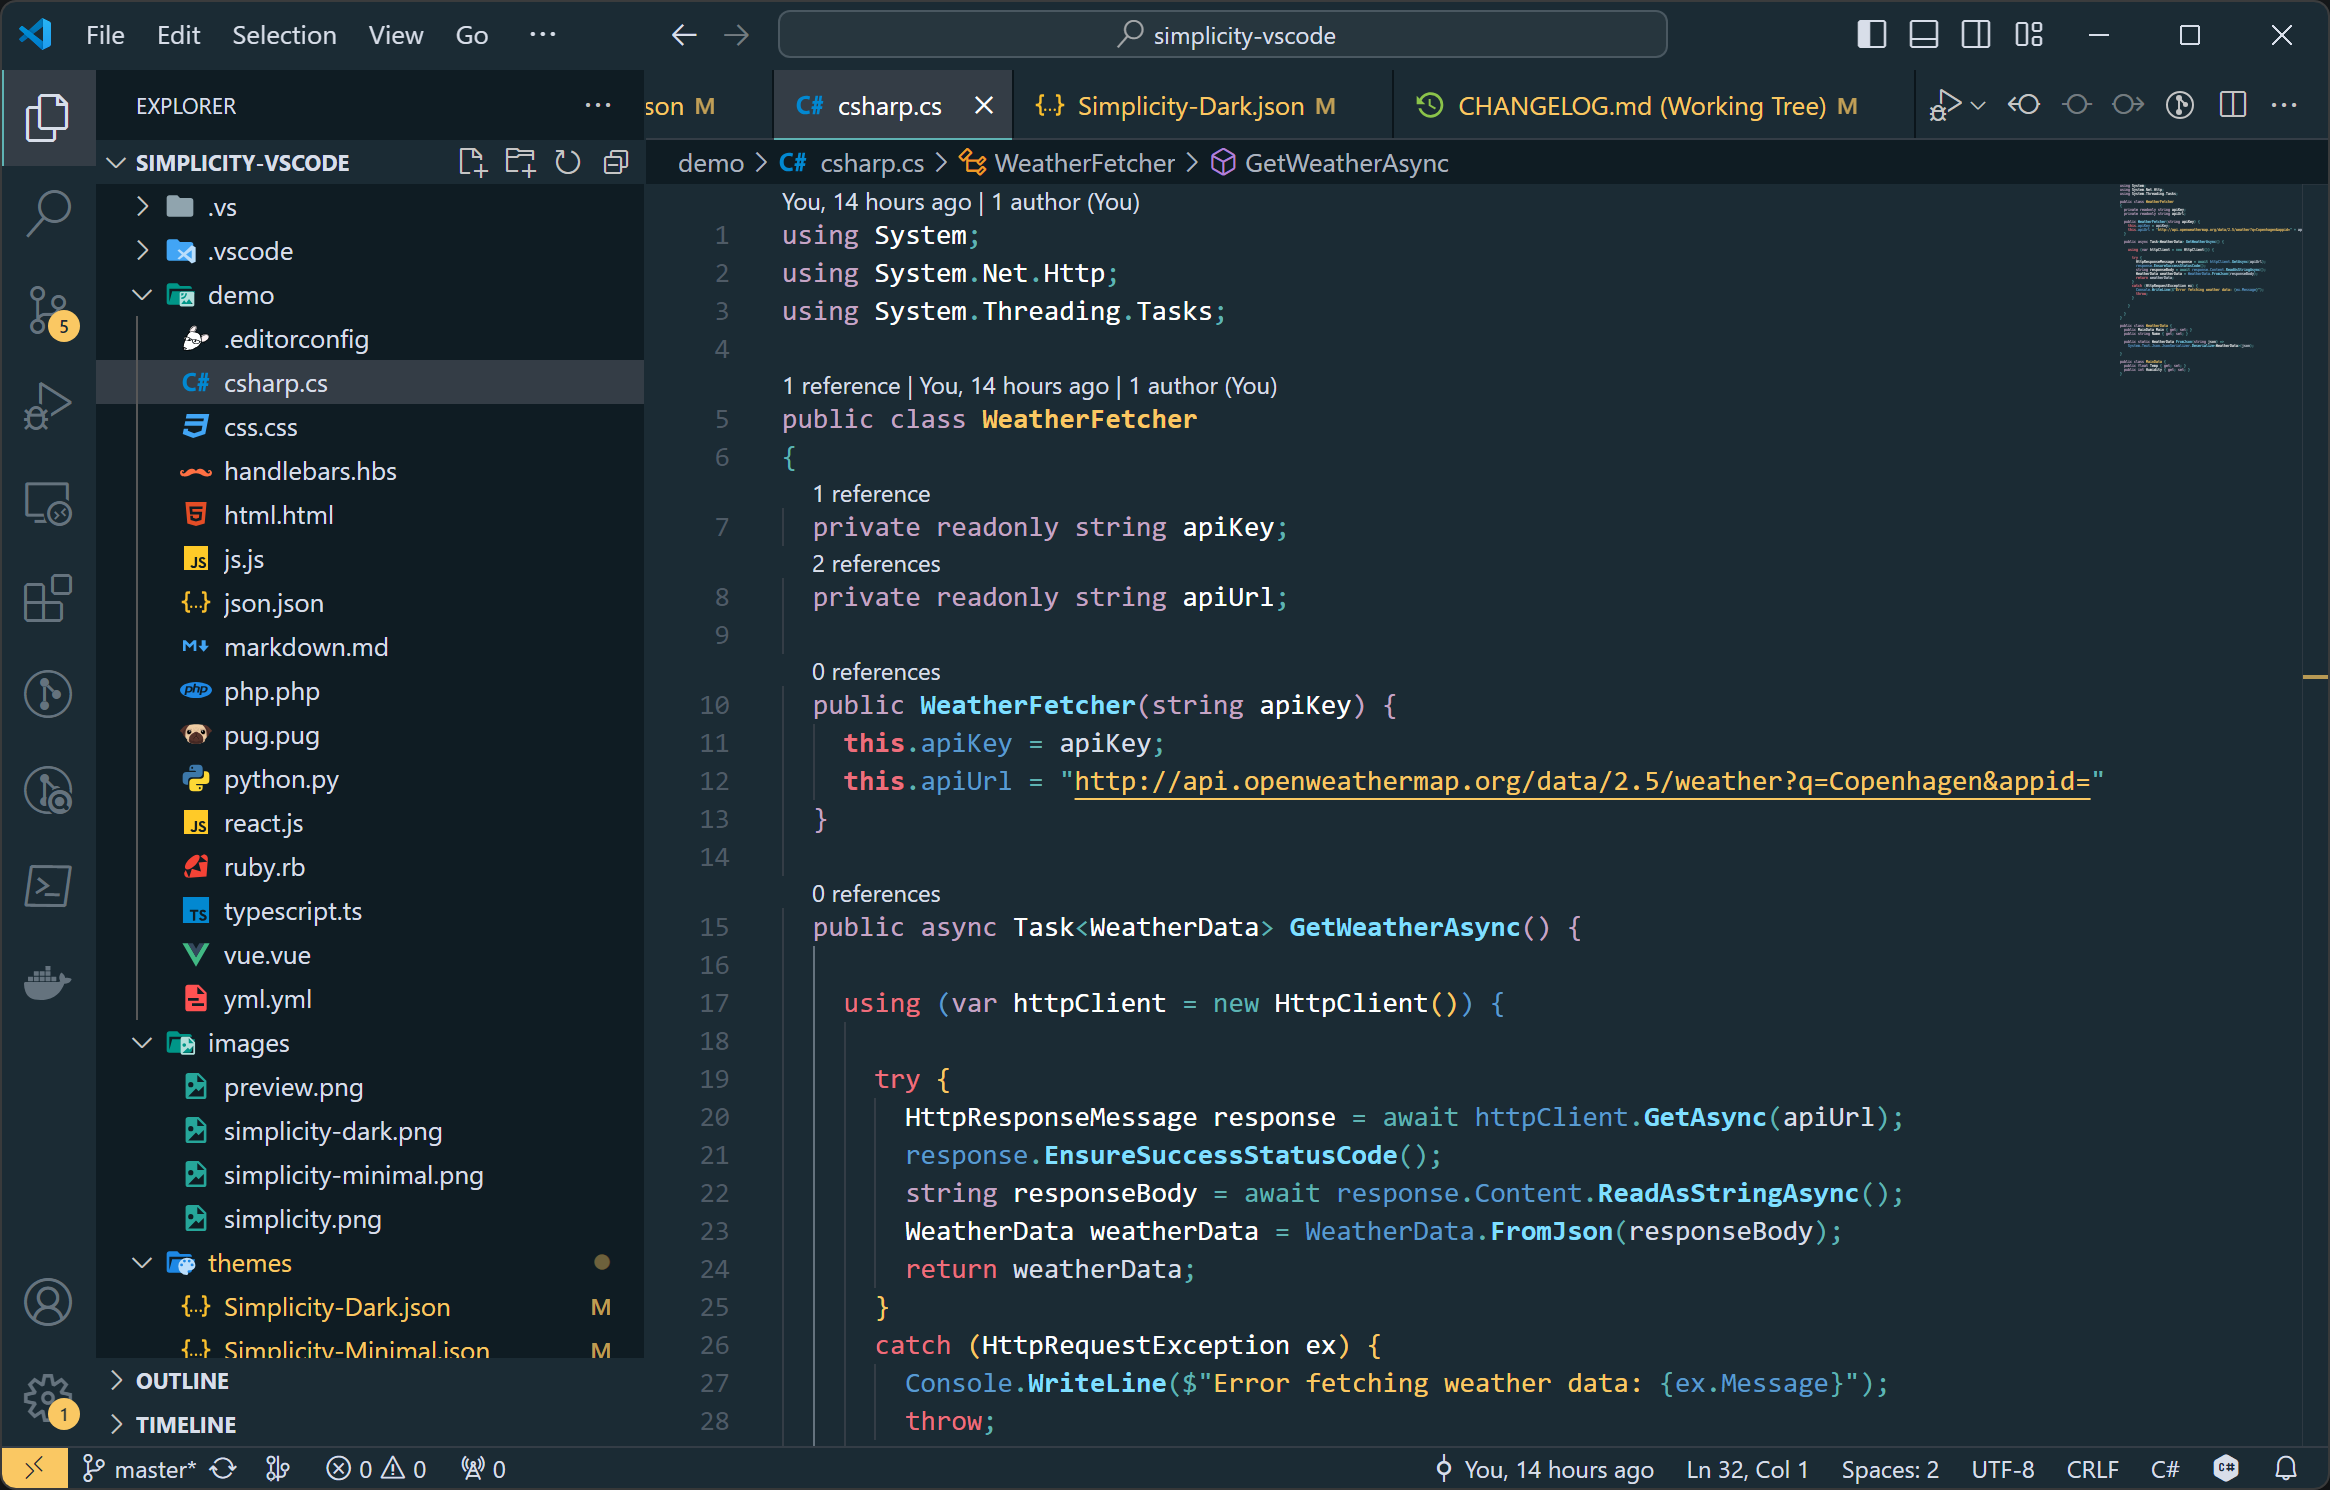 File Edit Selection View Go ···
simplicity-vscode
EXPLORER
SIMPLICITY-VSCODE
.vs
.vscode
demo
.editorconfig
csharp.cs
css.css
handlebars.hbs
html.html
js.js
json.json
markdown.md
php.php
pug.pug
python.py
react.js
ruby.rb
typescript.ts
vue.vue
yml.yml
images
preview.png
simplicity-dark.png
simplicity-minimal.png
simplicity.png
themes
Simplicity-Dark.json M
Simplicity-Minimal.json M
OUTLINE
TIMELINE
5
1
son M C# csharp.cs {..} Simplicity-Dark.json M CHANGELOG.md (Working Tree) M
demo > C# csharp.cs > WeatherFetcher > GetWeatherAsync
You, 14 hours ago | 1 author (You)
1 using System;
2 using System.Net.Http;
3 using System.Threading.Tasks;
4
1 reference | You, 14 hours ago | 1 author (You)
5 public class WeatherFetcher
6 {
1 reference
7 private readonly string apiKey;
2 references
8 private readonly string apiUrl;
9
0 references
10 public WeatherFetcher(string apiKey) {
11 this.apiKey = apiKey;
12 this.apiUrl = "http://api.openweathermap.org/data/2.5/weather?q=Copenhagen&appid="
13 }
14
0 references
15 public async Task<WeatherData> GetWeatherAsync() {
16
17 using (var httpClient = new HttpClient()) {
18
19 try {
20 HttpResponseMessage response = await httpClient.GetAsync(apiUrl);
21 response.EnsureSuccessStatusCode();
22 string responseBody = await response.Content.ReadAsStringAsync();
23 WeatherData weatherData = WeatherData.FromJson(responseBody);
24 return weatherData;
25 }
26 catch (HttpRequestException ex) {
27 Console.WriteLine($"Error fetching weather data: {ex.Message}");
28 throw;
master* 0 0 0 You, 14 hours ago Ln 32, Col 1 Spaces: 2 UTF-8 CRLF C#